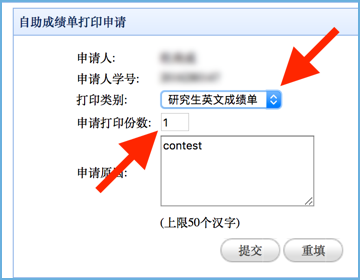 自助成绩单打印申请
申请人:
申请人学号:
打印类别: 研究生英文成绩单
申请打印份数: 1
申请原因: contest
(上限50个汉字)
提交 重填